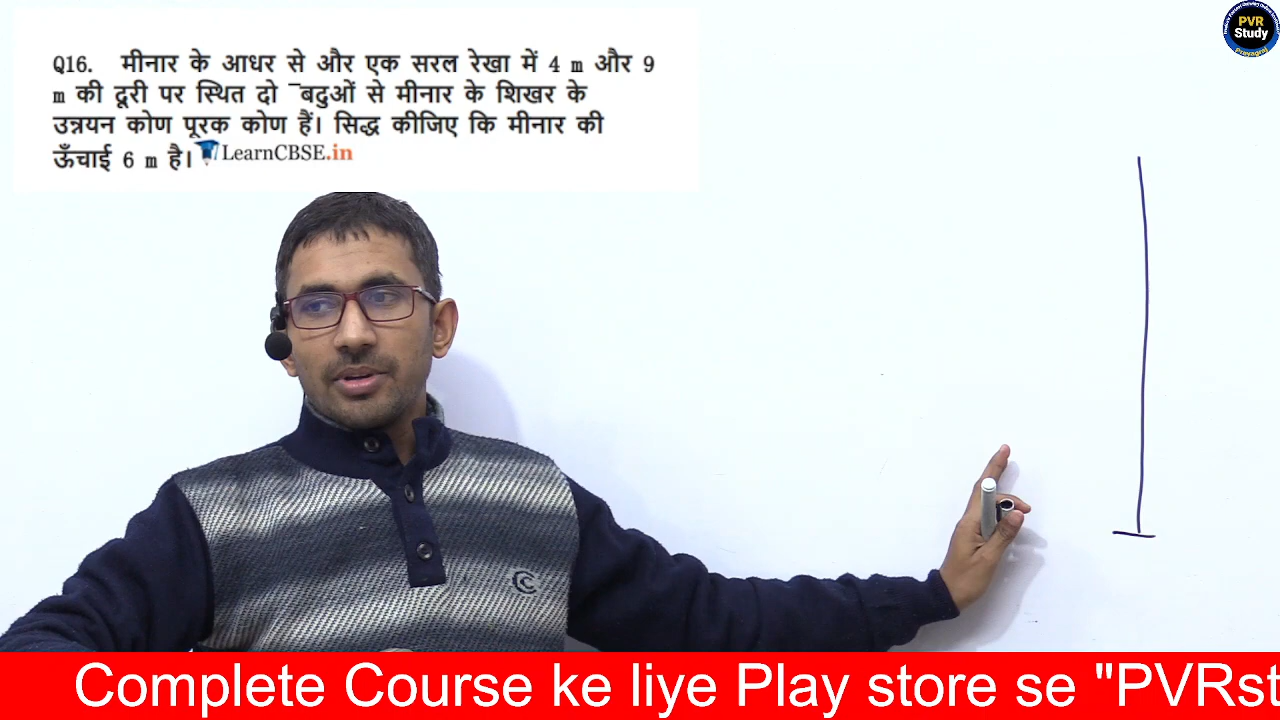 Q16. मीनार के आधर से और एक सरल रेखा में 4 m और 9
m की दूरी पर स्थित दो ¯बदुओं से मीनार के शिखर के
उन्नयन कोण पूरक कोण हैं। सिद्ध कीजिए कि मीनार की
ऊँचाई 6 m है। LearnCBSE.in
PVR
Study
Prayagraj
Complete Course ke liye Play store se "PVRst